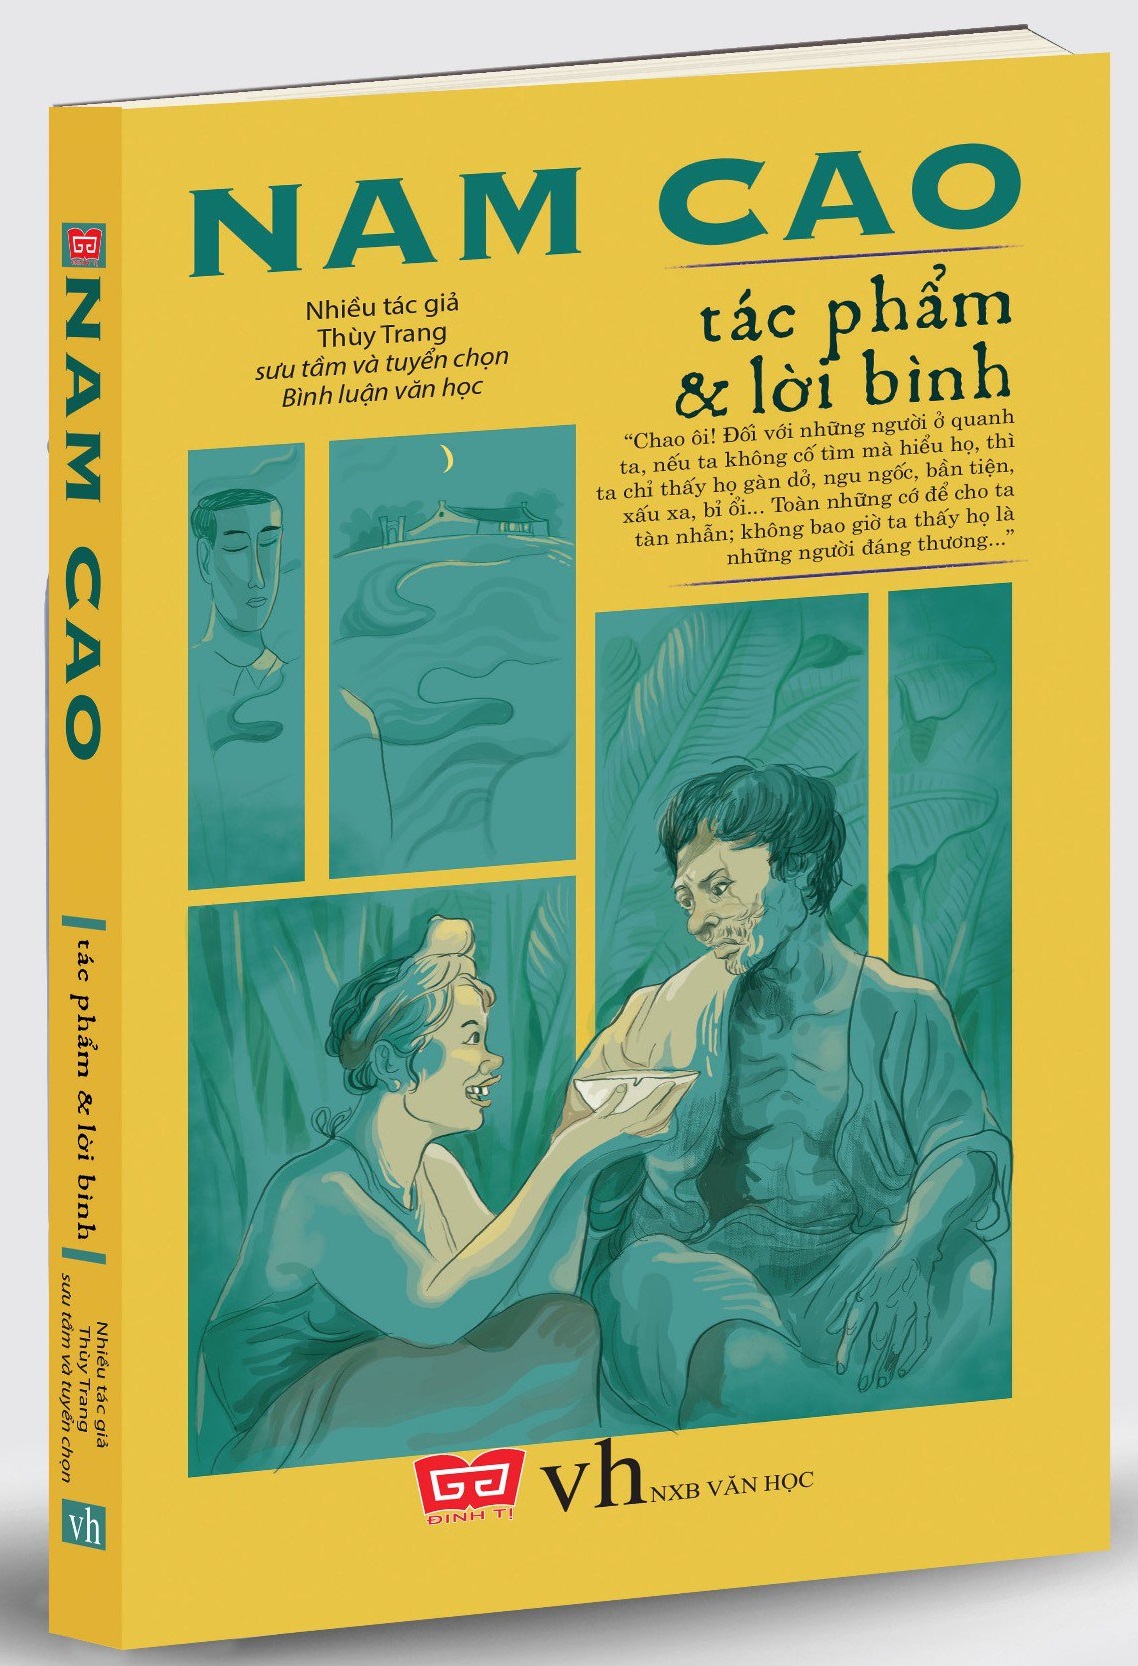 NAM CAO
Nhiều tác giả
Thùy Trang
sưu tầm và tuyển chọn
Bình luận văn học
tác phẩm
& lời bình
“Chao ôi! Đối với những người ở quanh
ta, nếu ta không cố tìm mà hiểu họ, thì
ta chỉ thấy họ gàn dở, ngu ngốc, bần tiện,
xấu xa, bỉ ổi... Toàn những cớ để cho ta
tàn nhẫn; không bao giờ ta thấy họ là
những người đáng thương...”
ĐINH TỊ
vh NXB VĂN HỌC
NAM CAO
tác phẩm & lời bình
Nhiều tác giả
Thùy Trang
sưu tầm và tuyển chọn
vh